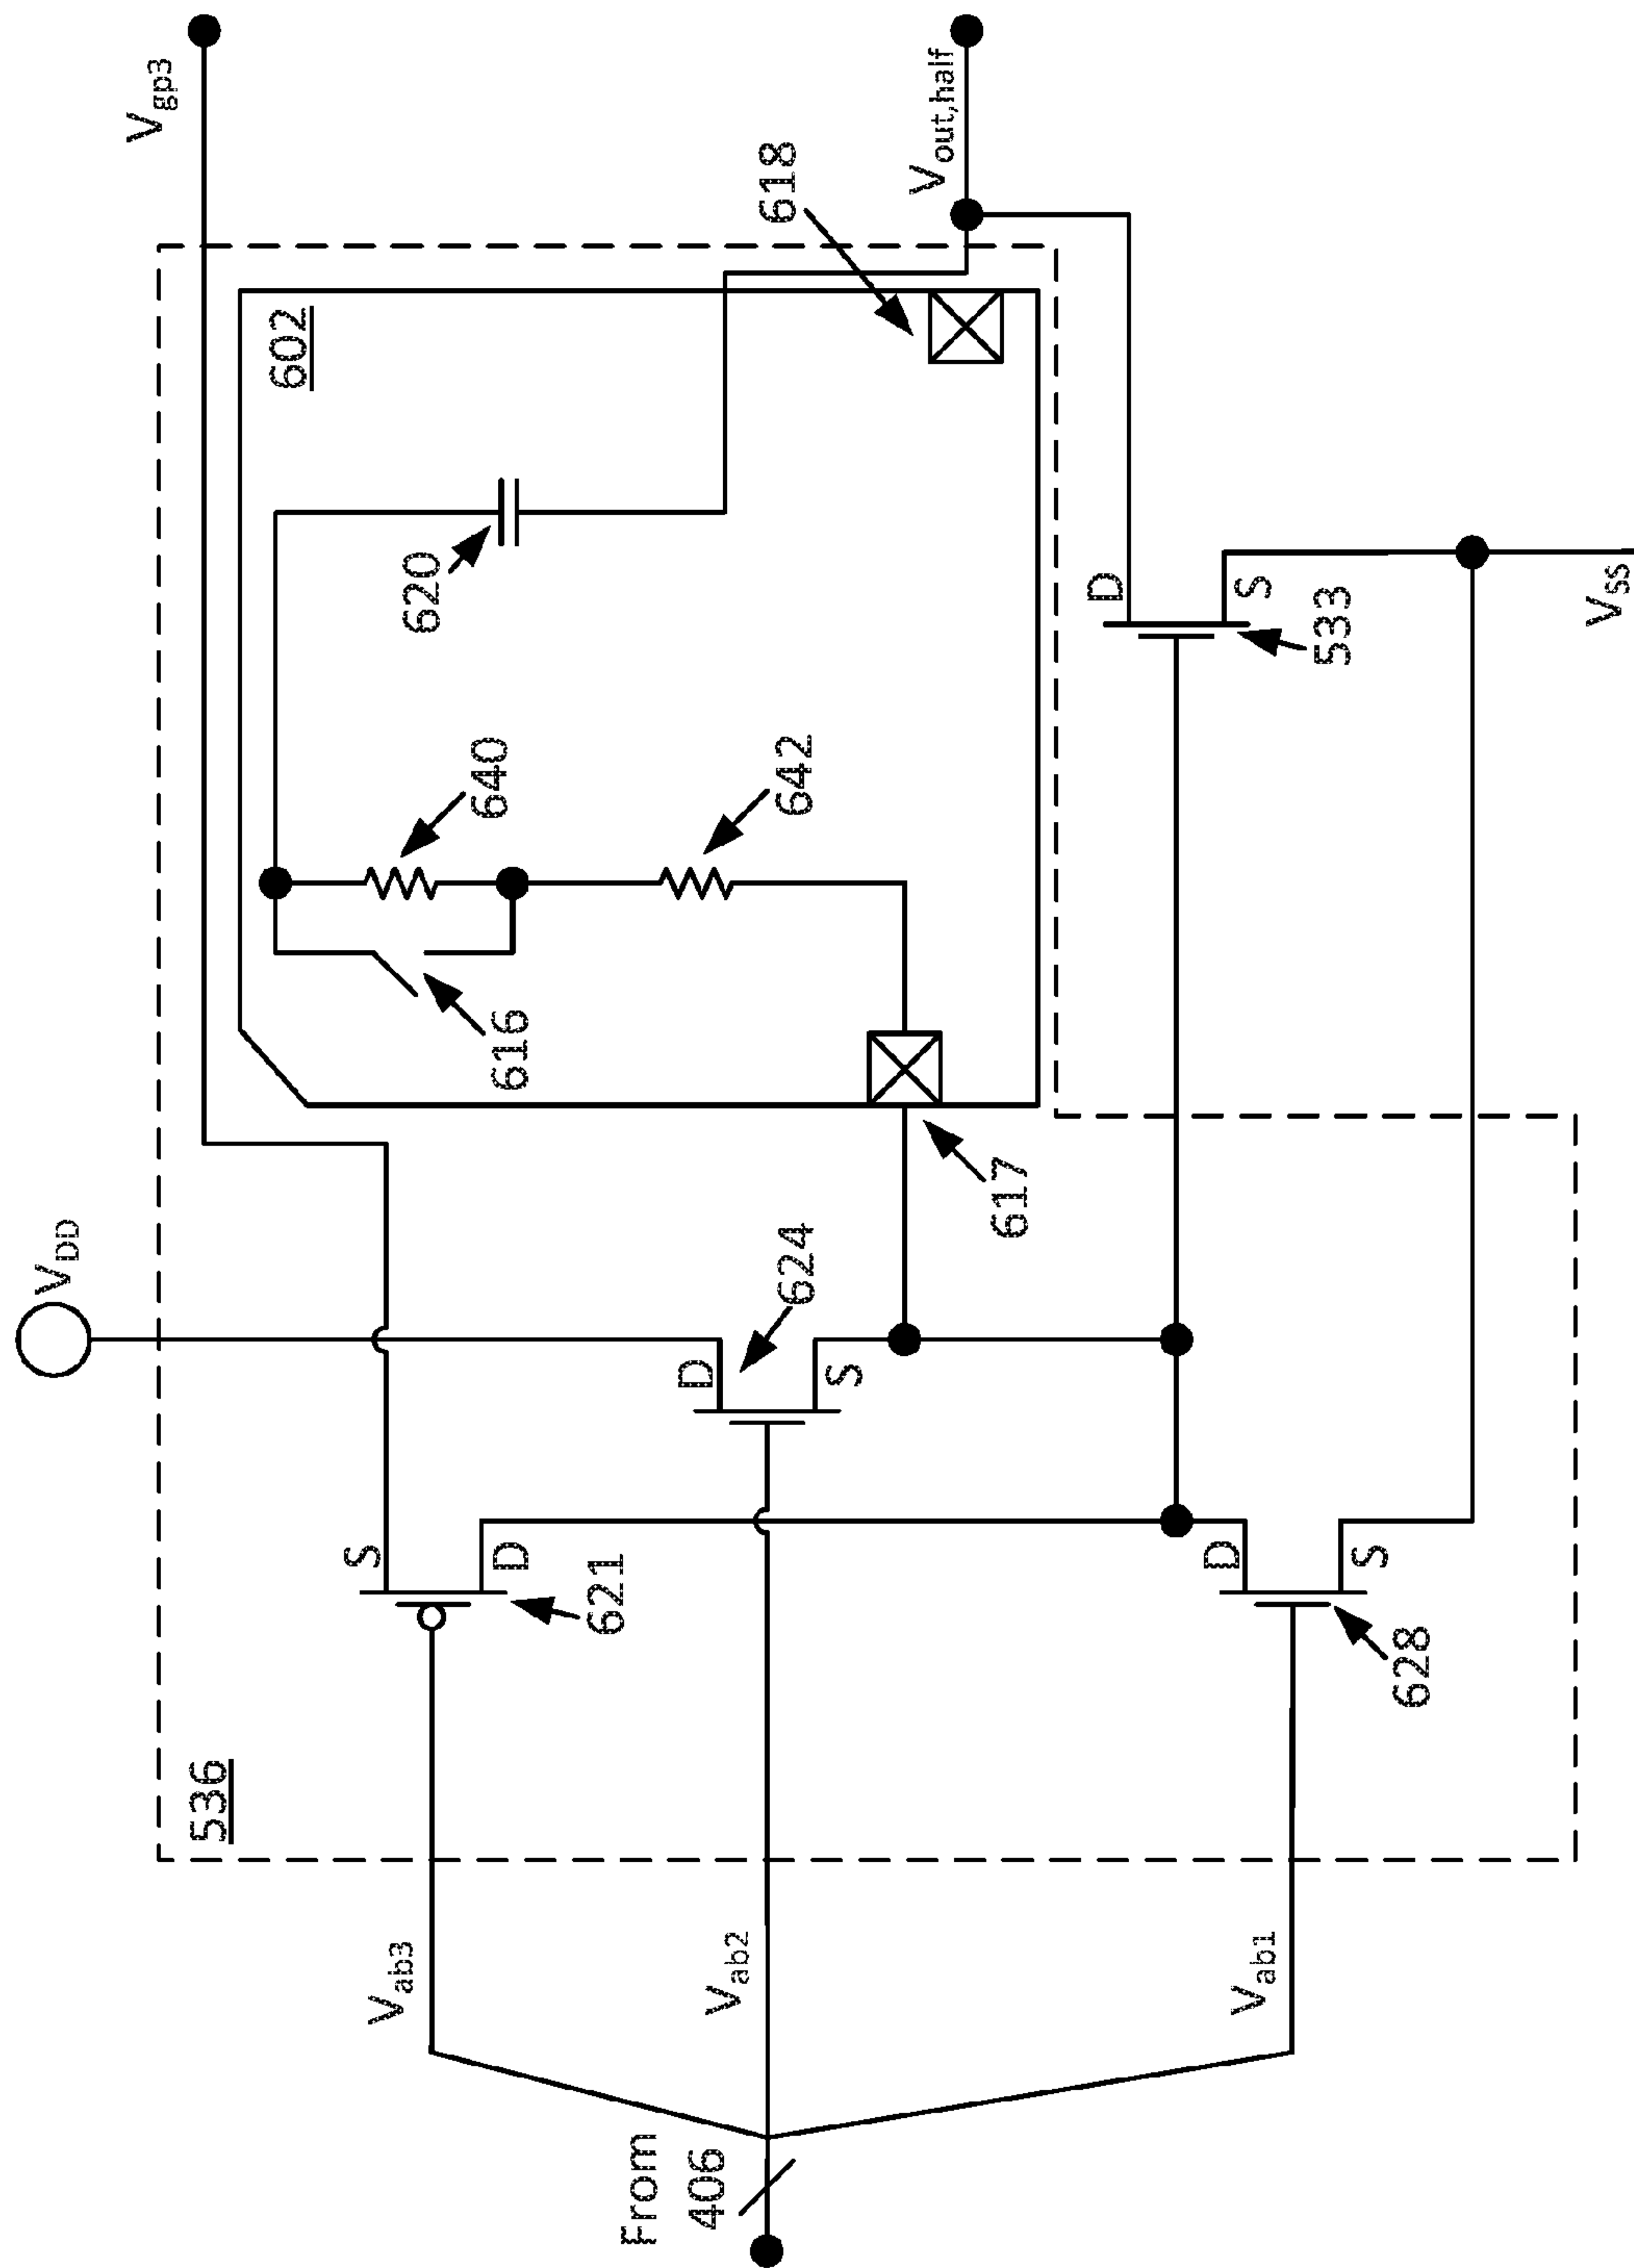 V_DD
V_gp3
536
602
S
D
621
D
S
624
616
640
620
642
617
618
V_out,half
V_ab3
V_ab2
V_ab1
From
406
D
S
628
D
S
533
V_SS